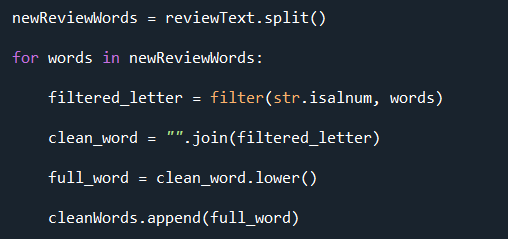 newReviewWords = reviewText.split()
for words in newReviewWords:
    filtered_letter = filter(str.isalnum, words)
    clean_word = "".join(filtered_letter)
    full_word = clean_word.lower()
    cleanWords.append(full_word)